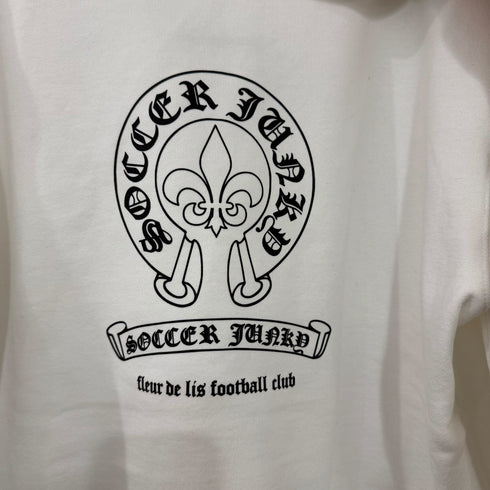 SOCCER JUNKY
SOCCER JUNKY
fleur de lis football club